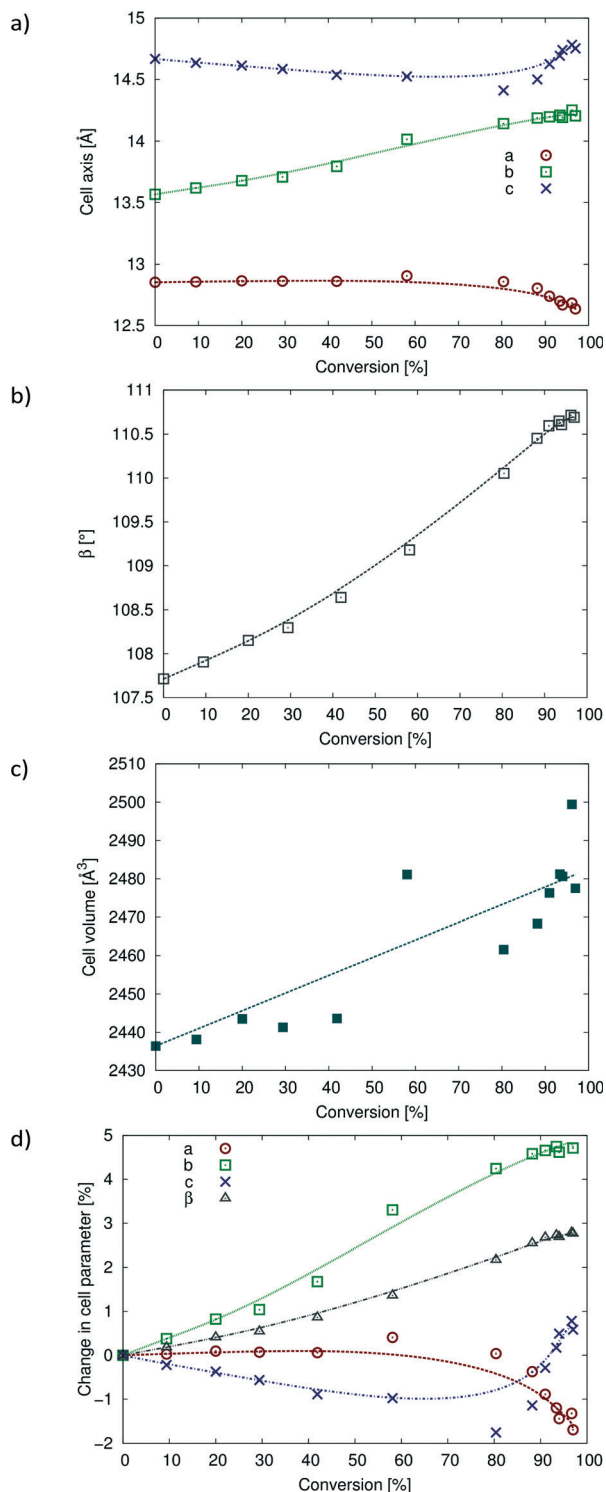 a)
15
14.5
14
13.5
13
12.5
Cell axis [Å]
a
b
c
0 10 20 30 40 50 60 70 80 90 100
Conversion [%]
b)
111
110.5
110
109.5
109
108.5
108
107.5
β [°]
0 10 20 30 40 50 60 70 80 90 100
Conversion [%]
c)
2510
2500
2490
2480
2470
2460
2450
2440
2430
Cell volume [Å³]
0 10 20 30 40 50 60 70 80 90 100
Conversion [%]
d)
5
4
3
2
1
0
-1
-2
Change in cell parameter [%]
a
b
c
β
0 10 20 30 40 50 60 70 80 90 100
Conversion [%]